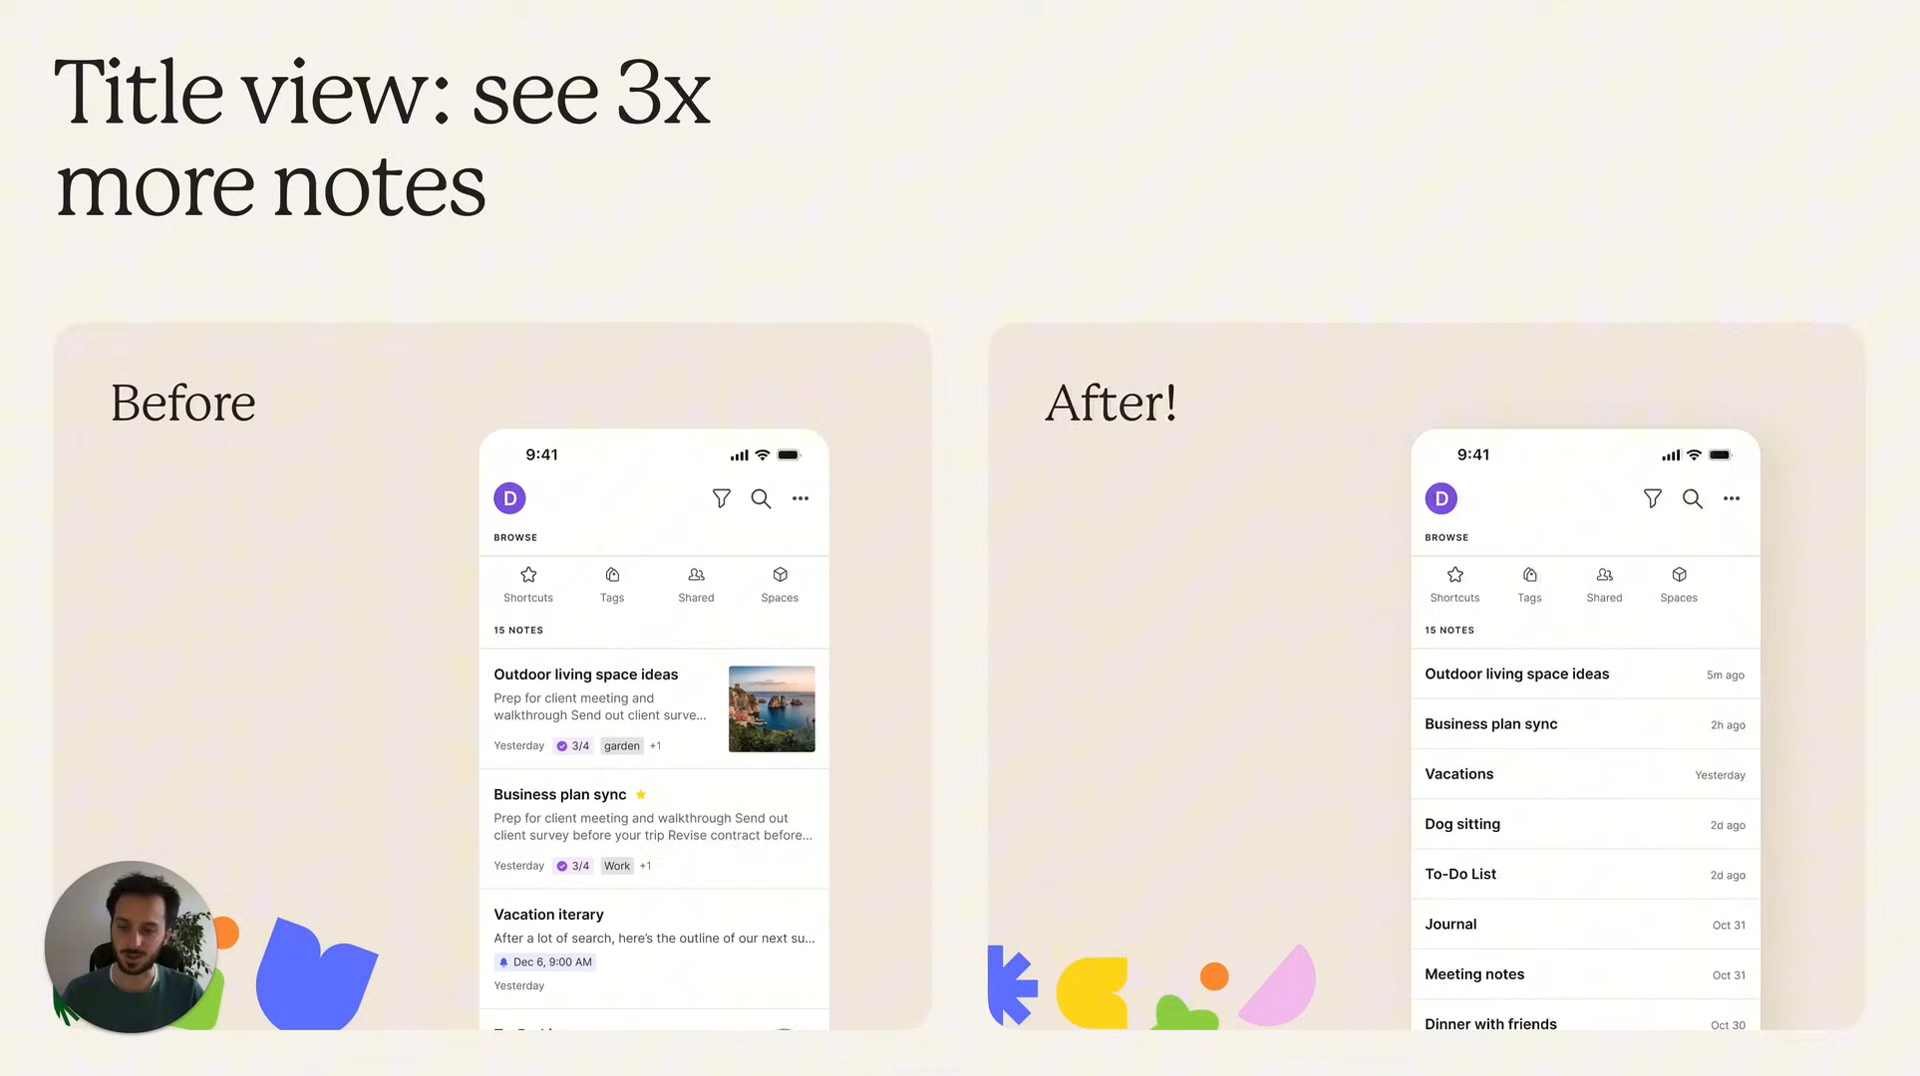 Title view: see 3x
more notes
Before
9:41
D
BROWSE
Shortcuts Tags Shared Spaces
15 NOTES
Outdoor living space ideas
Prep for client meeting and
walkthrough Send out client surve...
Yesterday 3/4 garden +1
Business plan sync
Prep for client meeting and walkthrough Send out
client survey before your trip Revise contract before...
Yesterday 3/4 Work +1
Vacation iterary
After a lot of search, here's the outline of our next su...
Dec 6, 9:00 AM
Yesterday
After!
9:41
D
BROWSE
Shortcuts Tags Shared Spaces
15 NOTES
Outdoor living space ideas 5m ago
Business plan sync 2h ago
Vacations Yesterday
Dog sitting 2d ago
To-Do List 2d ago
Journal Oct 31
Meeting notes Oct 31
Dinner with friends Oct 30